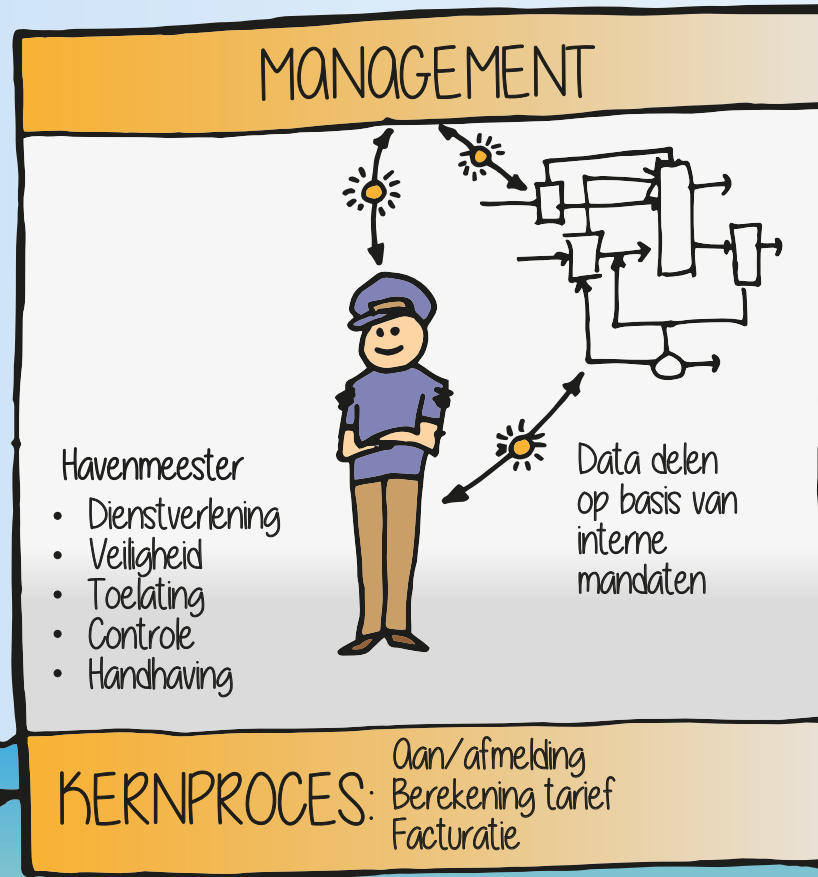 MANAGEMENT
Havenmeester
• Dienstverlening
• Veiligheid
• Toelating
• Controle
• Handhaving
Data delen
op basis van
interne
mandaten
KERNPROCES:
Aan/afmelding
Berekening tarief
Facturatie